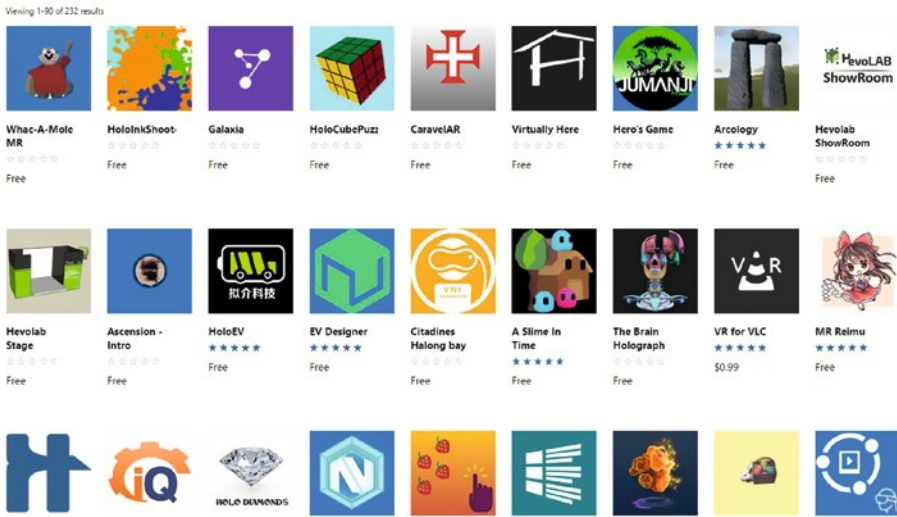 Viewing 1-90 of 232 results
JUMANJI
HevoLAB
ShowRoom
Whac-A-Mole
MR
Free
HoloInkShoot
Free
Galaxia
Free
HoloCubePuzz
Free
CaravelAR
Free
Virtually Here
Free
Hero's Game
Free
Arcology
Free
Hevolab
ShowRoom
Free
拟介科技
VNI
V R
Hevolab
Stage
Free
Ascension -
Intro
Free
HoloEV
Free
EV Designer
Free
Citadines
Halong bay
Free
A Slime In
Time
Free
The Brain
Holograph
Free
VR for VLC
$0.99
MR Reimu
Free
iQ
HOLO DIAMONDS
N